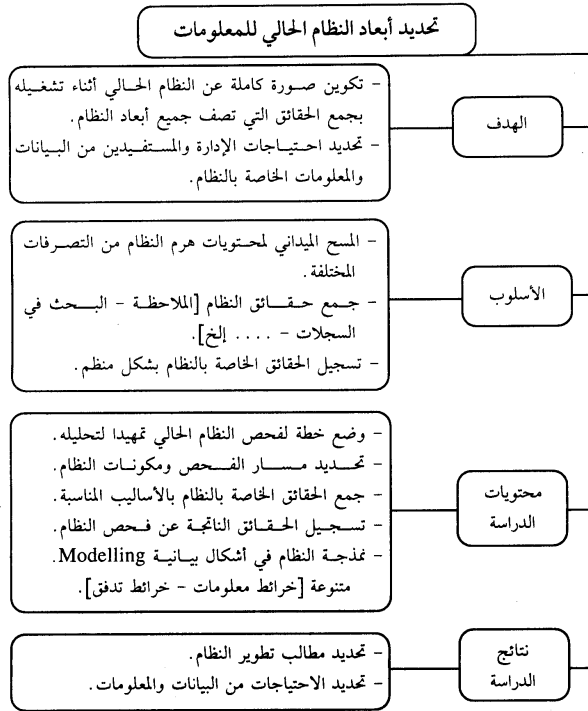 تحديد أبعاد النظام الحالي للمعلومات
الهدف
- تكوين صورة كاملة عن النظام الحالي أثناء تشغيله
بجمع الحقائق التي تصف جميع أبعاد النظام.
- تحديد احتياجات الإدارة والمستفيدين من البيانات
والمعلومات الخاصة بالنظام.
الأسلوب
- المسح الميداني لمحتويات هرم النظام من التصرفات
المختلفة.
- جمع حقائق النظام [الملاحظة - البحث في
السجلات - .... إلخ].
- تسجيل الحقائق الخاصة بالنظام بشكل منظم.
محتويات
الدراسة
- وضع خطة لفحص النظام الحالي تمهيدا لتحليله.
- تحديد مسار الفحص ومكونات النظام.
- جمع الحقائق الخاصة بالنظام بالأساليب المناسبة.
- تسجيل الحقائق الناتجة عن فحص النظام.
- نمذجة النظام في أشكال بيانية Modelling.
متنوعة [خرائط معلومات - خرائط تدفق].
نتائج
الدراسة
- تحديد مطالب تطوير النظام.
- تحديد الاحتياجات من البيانات والمعلومات.